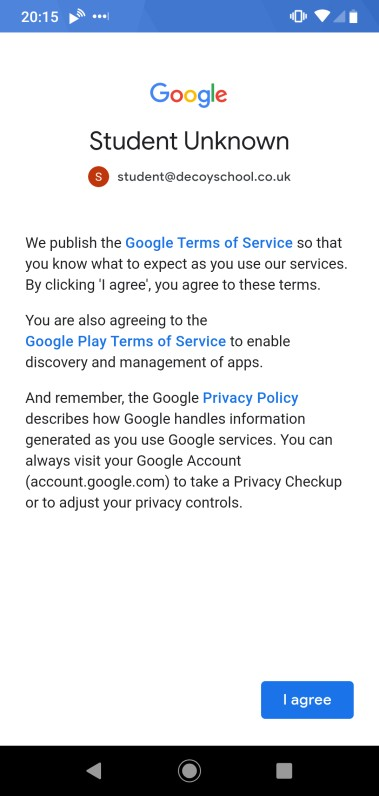 20:15
Google
Student Unknown
S student@decoyschool.co.uk
We publish the Google Terms of Service so that
you know what to expect as you use our services.
By clicking 'I agree', you agree to these terms.
You are also agreeing to the
Google Play Terms of Service to enable
discovery and management of apps.
And remember, the Google Privacy Policy
describes how Google handles information
generated as you use Google services. You can
always visit your Google Account
(account.google.com) to take a Privacy Checkup
or to adjust your privacy controls.
I agree